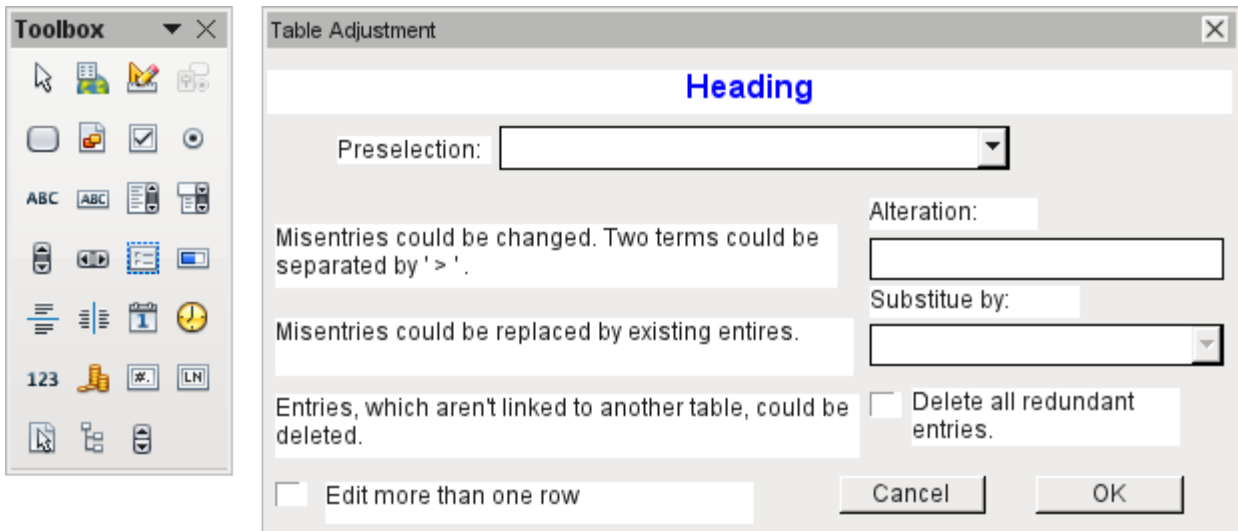 Toolbox
ABC ABC
1
123 #. LN
Table Adjustment
Heading
Preselection:
Alteration:
Misentries could be changed. Two terms could be
separated by ' > '.
Substitue by:
Misentries could be replaced by existing entires.
Entries, which aren't linked to another table, could be
deleted.
Delete all redundant
entries.
Edit more than one row
Cancel OK